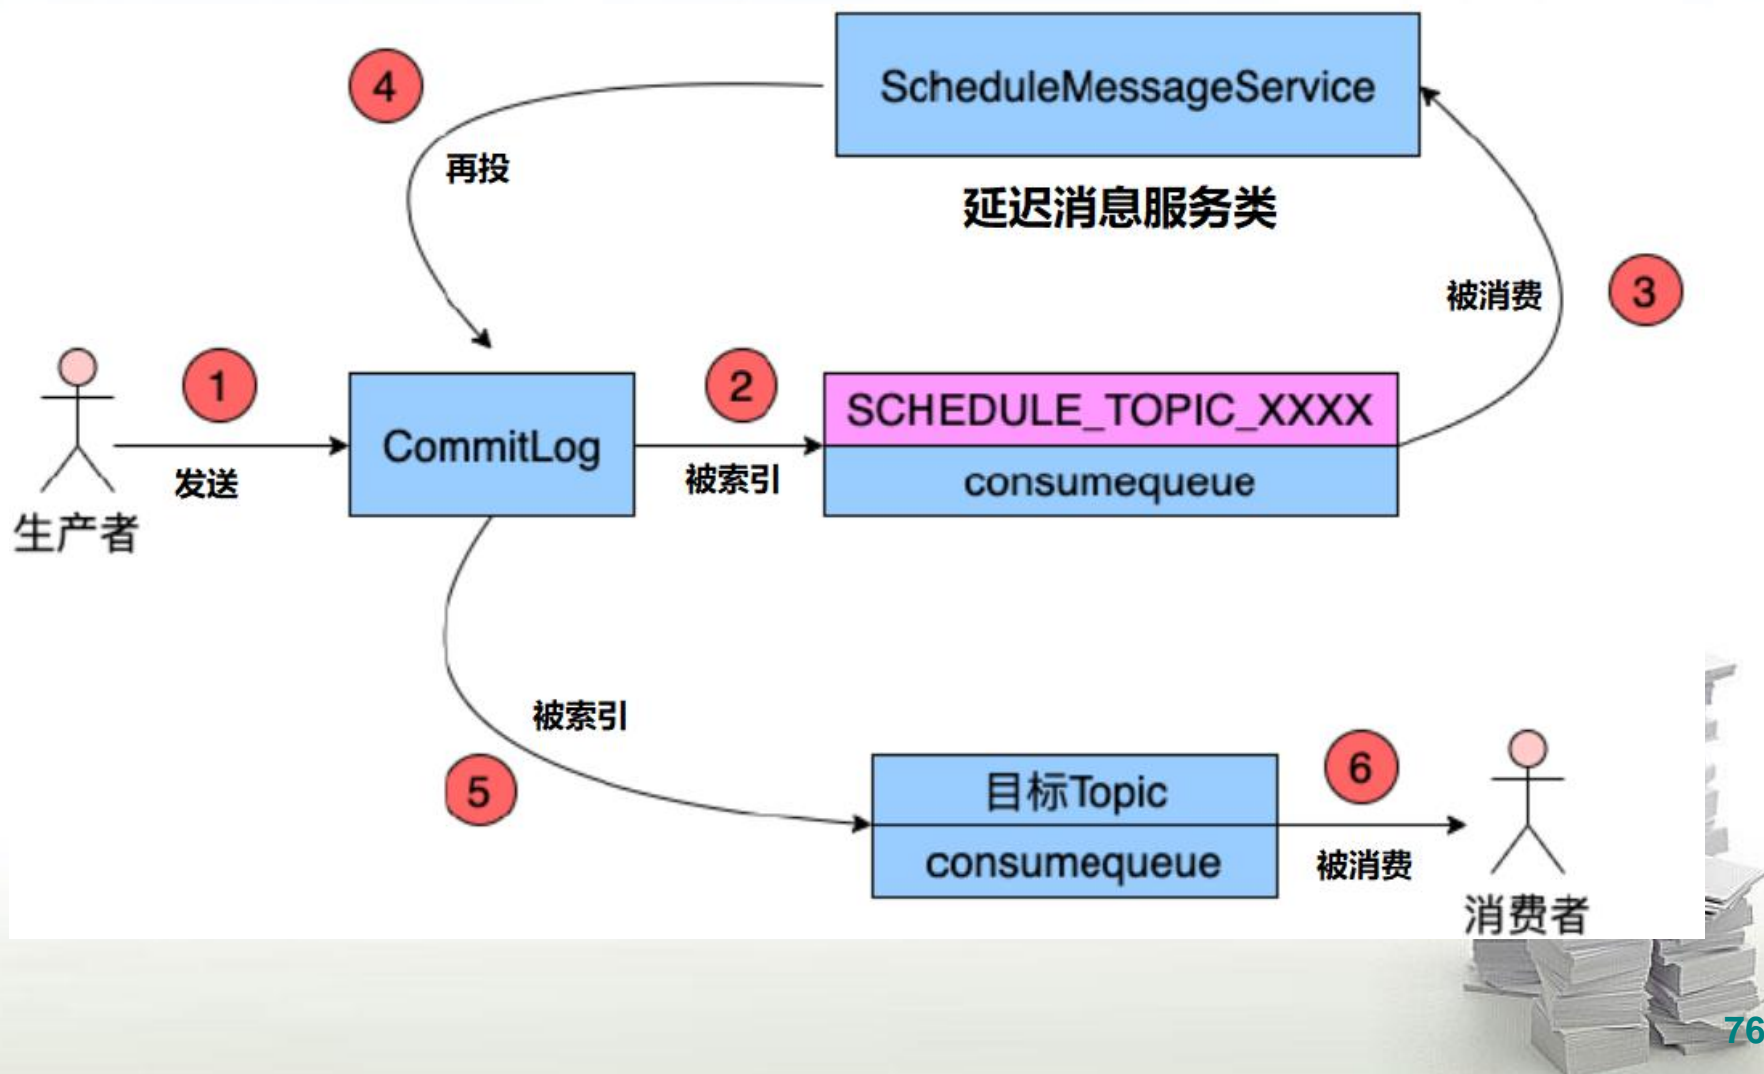 4
ScheduleMessageService
再投
延迟消息服务类
被消费
3
1
2
SCHEDULE_TOPIC_XXXX
CommitLog
发送
被索引
consumequeue
生产者
被索引
5
目标Topic
6
consumequeue
被消费
消费者
76